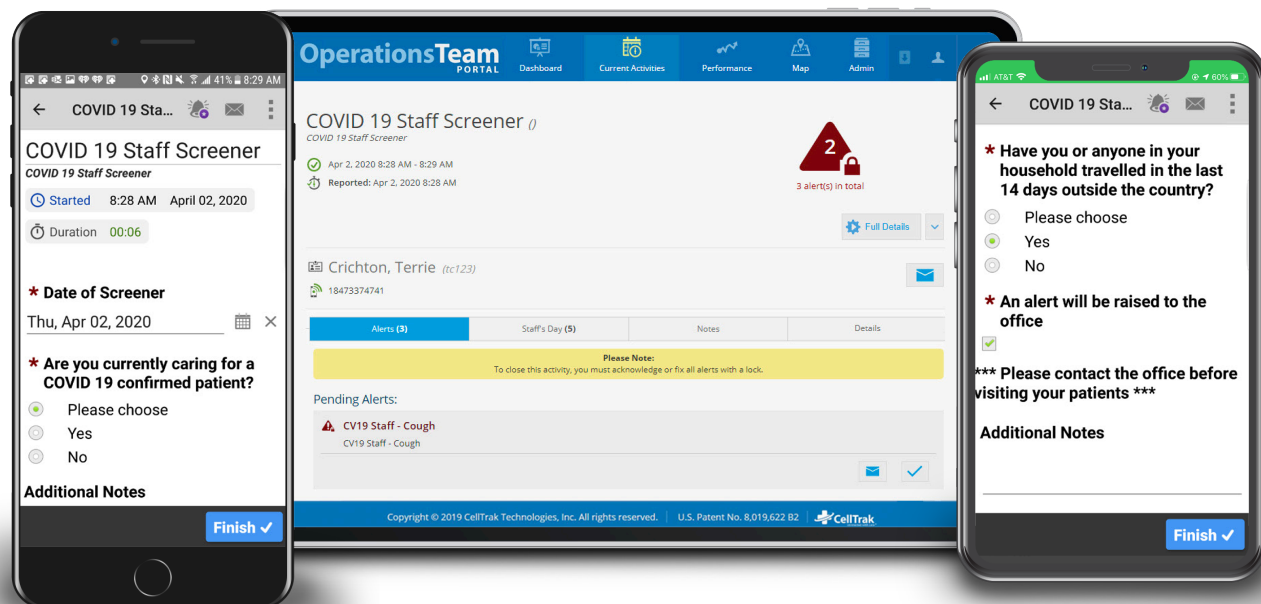 41% 8:29 AM
COVID 19 Sta...
COVID 19 Staff Screener
COVID 19 Staff Screener
Started 8:28 AM April 02, 2020
Duration 00:06
* Date of Screener
Thu, Apr 02, 2020
* Are you currently caring for a
COVID 19 confirmed patient?
Please choose
Yes
No
Additional Notes
Finish
OperationsTeam
PORTAL
Dashboard
Current Activities
Performance
Map
Admin
COVID 19 Staff Screener ()
COVID 19 Staff Screener
Apr 2, 2020 8:28 AM - 8:29 AM
Reported: Apr 2, 2020 8:28 AM
2
3 alert(s) in total
Full Details
Crichton, Terrie (tc123)
18473374741
Alerts (3)
Staff's Day (5)
Notes
Details
Please Note:
To close this activity, you must acknowledge or fix all alerts with a lock.
Pending Alerts:
CV19 Staff - Cough
CV19 Staff - Cough
Copyright © 2019 CellTrak Technologies, Inc. All rights reserved. | U.S. Patent No. 8,019,622 B2 | CellTrak
AT&T 60%
COVID 19 Sta...
* Have you or anyone in your
household travelled in the last
14 days outside the country?
Please choose
Yes
No
* An alert will be raised to the
office
*** Please contact the office before
visiting your patients ***
Additional Notes
Finish